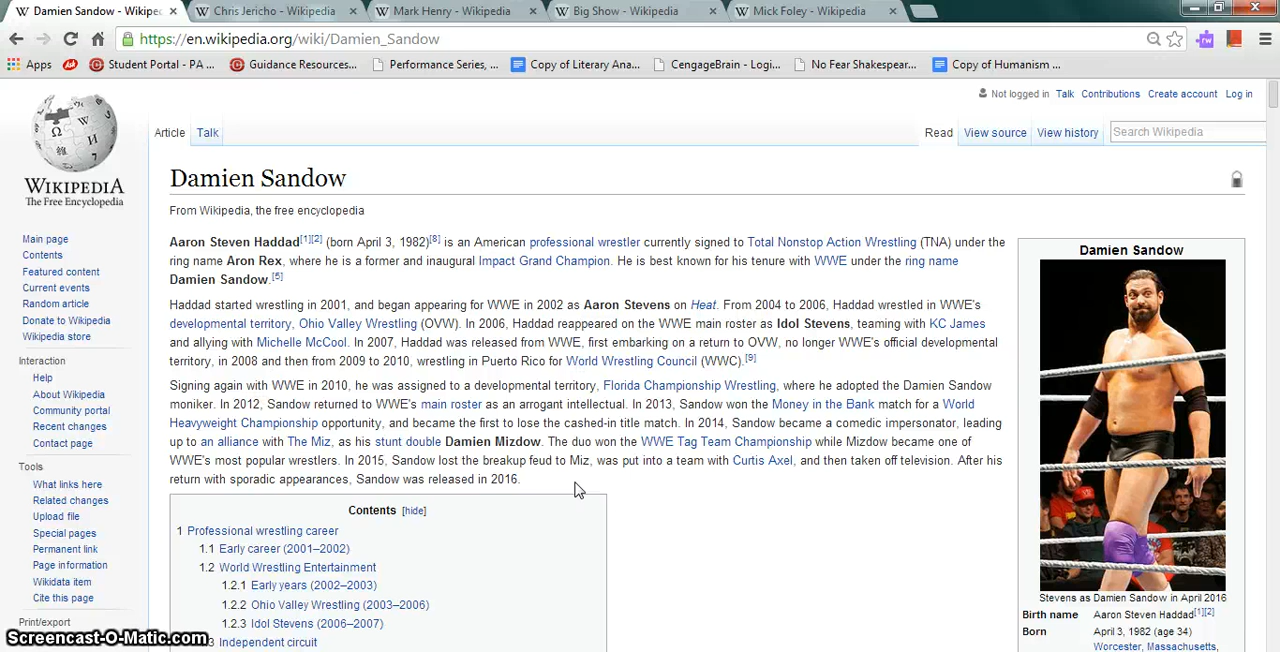 Damien Sandow - Wikipe
Chris Jericho - Wikipedia
Mark Henry - Wikipedia
Big Show - Wikipedia
Mick Foley - Wikipedia
https://en.wikipedia.org/wiki/Damien_Sandow
Apps
Ask
Student Portal - PA ...
Guidance Resources...
Performance Series, ...
Copy of Literary Ana...
CengageBrain - Logi...
No Fear Shakespear...
Copy of Humanism ...
Not logged in Talk Contributions Create account Log in
Article Talk
Read View source View history
Search Wikipedia
WIKIPEDIA
The Free Encyclopedia
Main page
Contents
Featured content
Current events
Random article
Donate to Wikipedia
Wikipedia store
Interaction
Help
About Wikipedia
Community portal
Recent changes
Contact page
Tools
What links here
Related changes
Upload file
Special pages
Permanent link
Page information
Wikidata item
Cite this page
Print/export
Damien Sandow
From Wikipedia, the free encyclopedia
Aaron Steven Haddad[1][2] (born April 3, 1982)[8] is an American professional wrestler currently signed to Total Nonstop Action Wrestling (TNA) under the
ring name Aron Rex, where he is a former and inaugural Impact Grand Champion. He is best known for his tenure with WWE under the ring name
Damien Sandow.[5]
Haddad started wrestling in 2001, and began appearing for WWE in 2002 as Aaron Stevens on Heat. From 2004 to 2006, Haddad wrestled in WWE's
developmental territory, Ohio Valley Wrestling (OVW). In 2006, Haddad reappeared on the WWE main roster as Idol Stevens, teaming with KC James
and allying with Michelle McCool. In 2007, Haddad was released from WWE, first embarking on a return to OVW, no longer WWE's official developmental
territory, in 2008 and then from 2009 to 2010, wrestling in Puerto Rico for World Wrestling Council (WWC).[9]
Signing again with WWE in 2010, he was assigned to a developmental territory, Florida Championship Wrestling, where he adopted the Damien Sandow
moniker. In 2012, Sandow returned to WWE's main roster as an arrogant intellectual. In 2013, Sandow won the Money in the Bank match for a World
Heavyweight Championship opportunity, and became the first to lose the cashed-in title match. In 2014, Sandow became a comedic impersonator, leading
up to an alliance with The Miz, as his stunt double Damien Mizdow. The duo won the WWE Tag Team Championship while Mizdow became one of
WWE's most popular wrestlers. In 2015, Sandow lost the breakup feud to Miz, was put into a team with Curtis Axel, and then taken off television. After his
return with sporadic appearances, Sandow was released in 2016.
Contents [hide]
1 Professional wrestling career
1.1 Early career (2001–2002)
1.2 World Wrestling Entertainment
1.2.1 Early years (2002–2003)
1.2.2 Ohio Valley Wrestling (2003–2006)
1.2.3 Idol Stevens (2006–2007)
3 Independent circuit
Damien Sandow
Stevens as Damien Sandow in April 2016
Birth name Aaron Steven Haddad[1][2]
Born April 3, 1982 (age 34)
Worcester, Massachusetts,
Screencast-O-Matic.com